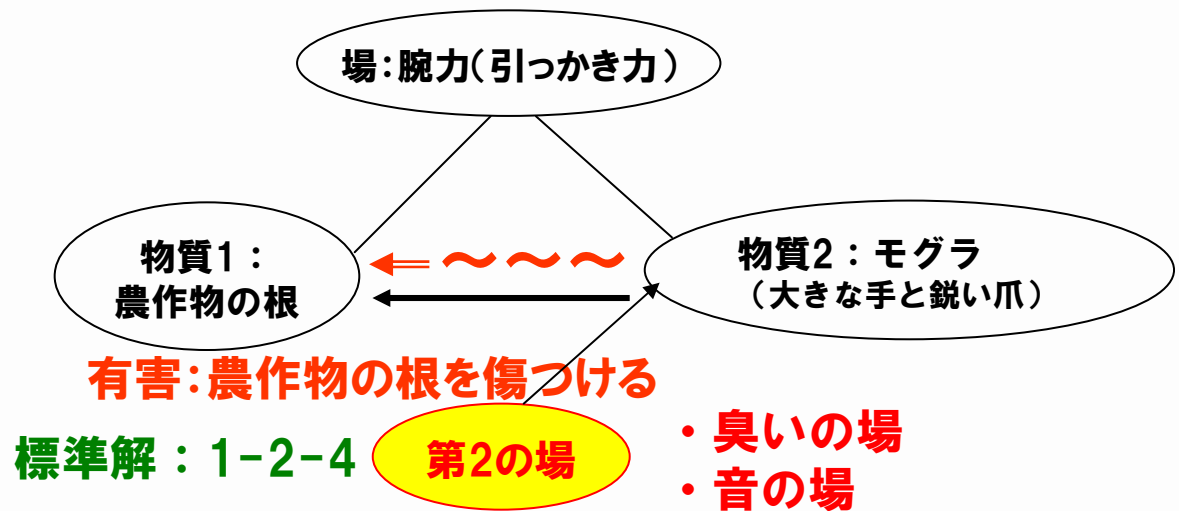 場：腕力（引っかき力）
物質1：
農作物の根
物質2：モグラ
（大きな手と鋭い爪）
有害：農作物の根を傷つける
標準解：1-2-4
第2の場
・臭いの場
・音の場